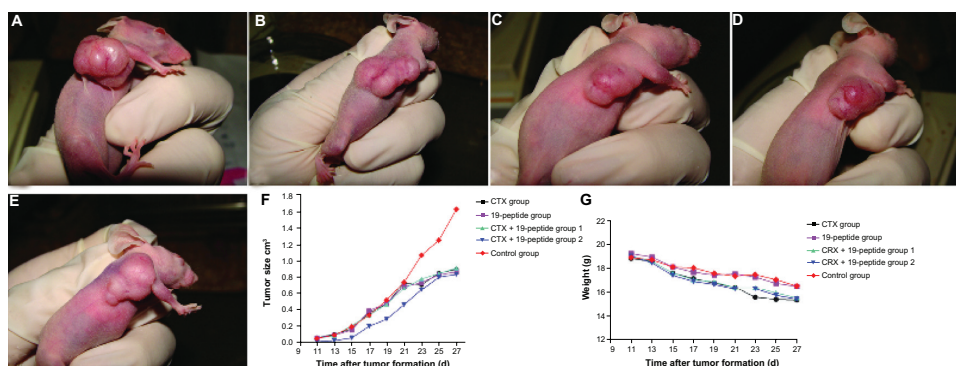 A
B
C
D
E
F
1.8
1.6
1.4
1.2
1.0
0.8
0.6
0.4
0.2
0.0
Tumor size cm³
9 11 13 15 17 19 21 23 25 27
Time after tumor formation (d)
CTX group
19-peptide group
CTX + 19-peptide group 1
CTX + 19-peptide group 2
Control group
G
22
20
18
16
14
12
Weight (g)
9 11 13 15 17 19 21 23 25 27
Time after tumor formation (d)
CTX group
19-peptide group
CRX + 19-peptide group 1
CRX + 19-peptide group 2
Control group